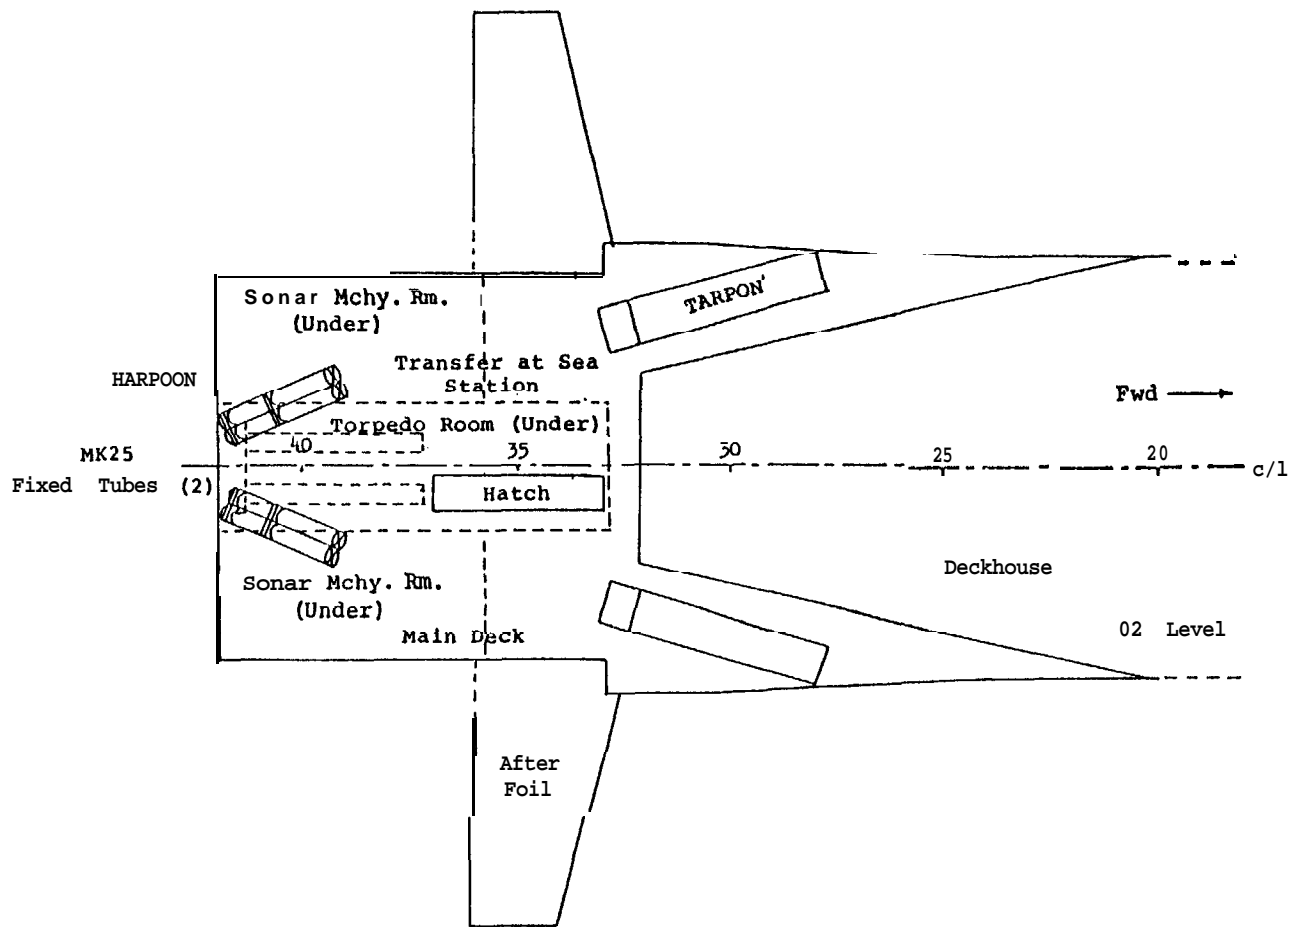 Sonar Mchy. Rm.
(Under)
TARPON'
Transfer at Sea
Station
HARPOON
Fwd
Torpedo Room (Under)
MK25
Fixed Tubes (2)
40
35
30
25
20
c/l
Hatch
Sonar Mchy. Rm.
(Under)
Deckhouse
Main Deck
02 Level
After
Foil